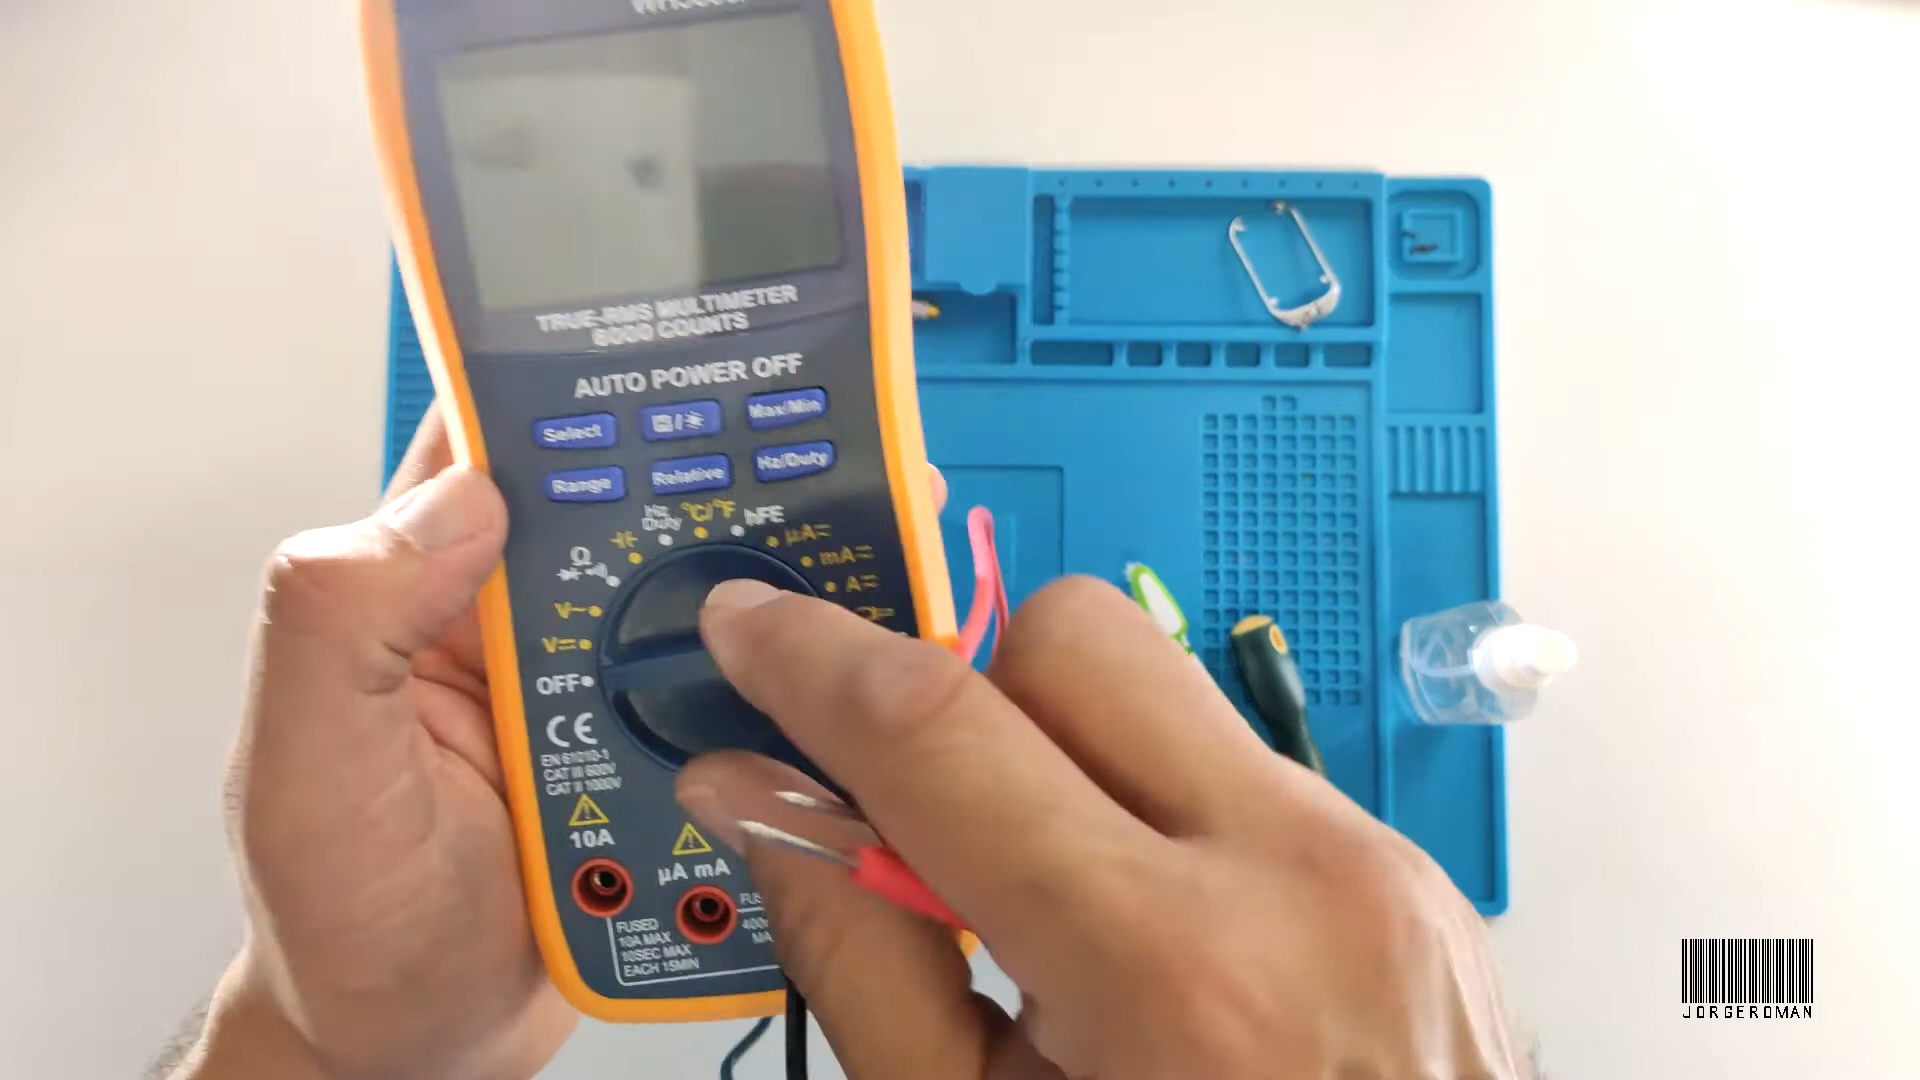 TRUE-RMS MULTIMETER
6000 COUNTS
AUTO POWER OFF
Select
Max/Min
Range
Relative
Hz/Duty
Hz
Duty
°C/°F
hFE
Ω
µA
mA
A
V~
V
OFF
CE
EN 61010-1
CAT III 600V
CAT II 1000V
10A
µA mA
FUSED
10A MAX
10SEC MAX
EACH 15MIN
JORGEROMAN